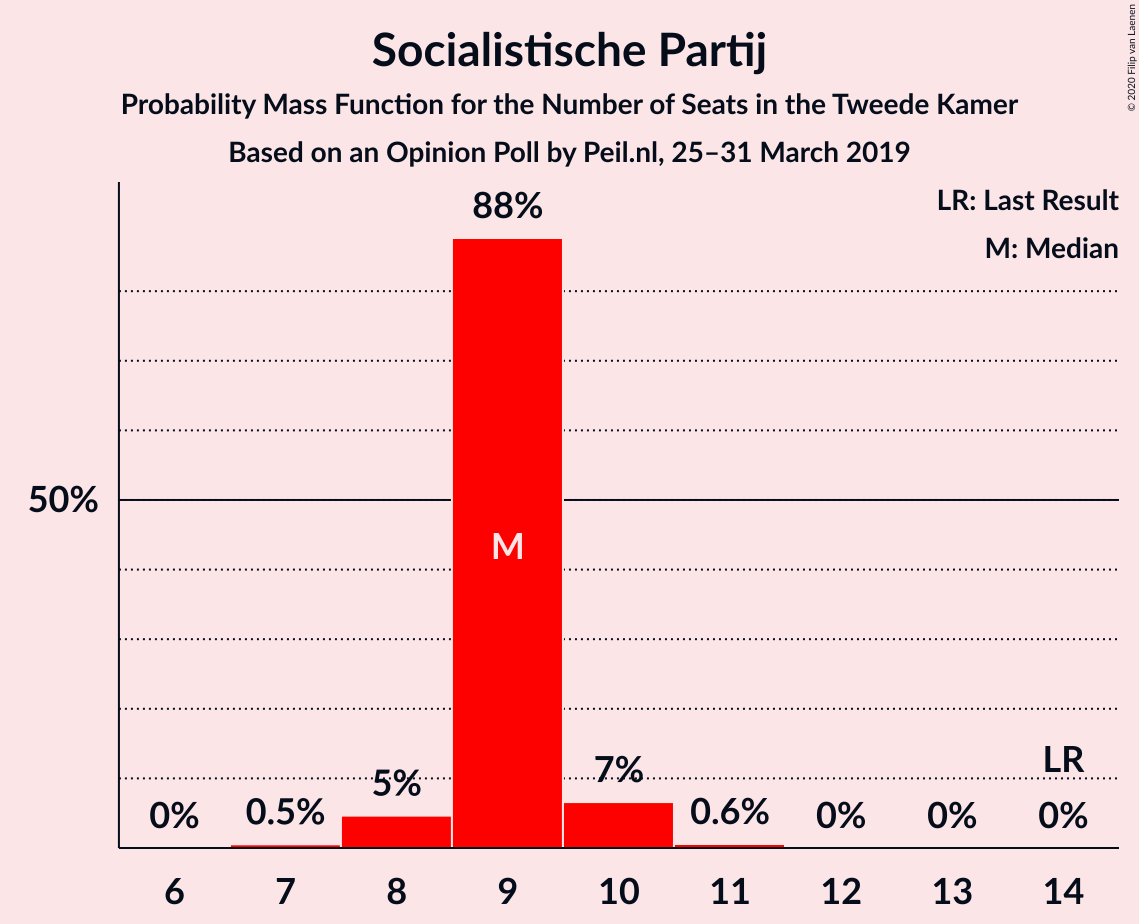 Socialistische Partij
Probability Mass Function for the Number of Seats in the Tweede Kamer
Based on an Opinion Poll by Peil.nl, 25–31 March 2019
© 2020 Filip van Laenen
LR: Last Result
M: Median
88%
50%
M
LR
0%
0.5%
5%
7%
0.6%
0%
0%
0%
6 7 8 9 10 11 12 13 14